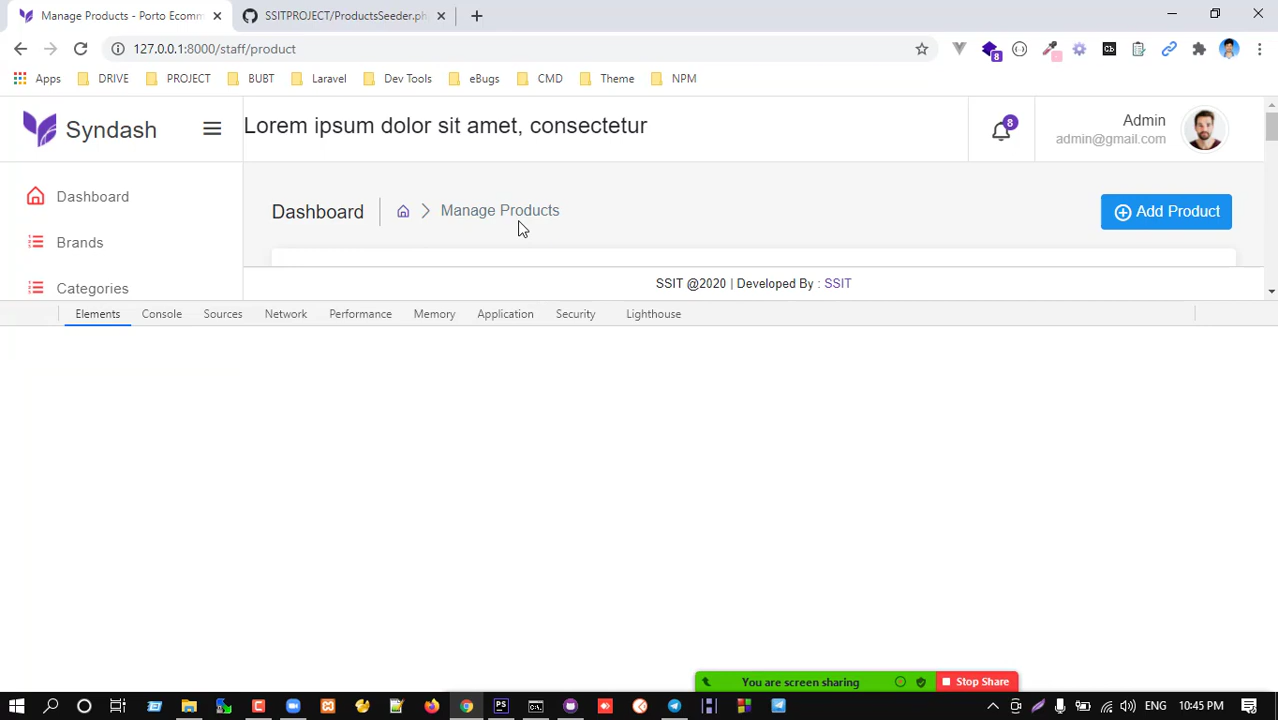 Manage Products - Porto Ecomm
SSITPROJECT/ProductsSeeder.ph
127.0.0.1:8000/staff/product
8
Cb
Apps
DRIVE
PROJECT
BUBT
Laravel
Dev Tools
eBugs
CMD
Theme
NPM
Syndash
Lorem ipsum dolor sit amet, consectetur
8
Admin
admin@gmail.com
Dashboard
Dashboard
Manage Products
Add Product
Brands
Categories
SSIT @2020 | Developed By : SSIT
Elements
Console
Sources
Network
Performance
Memory
Application
Security
Lighthouse
You are screen sharing
Stop Share
Ps
ENG
10:45 PM